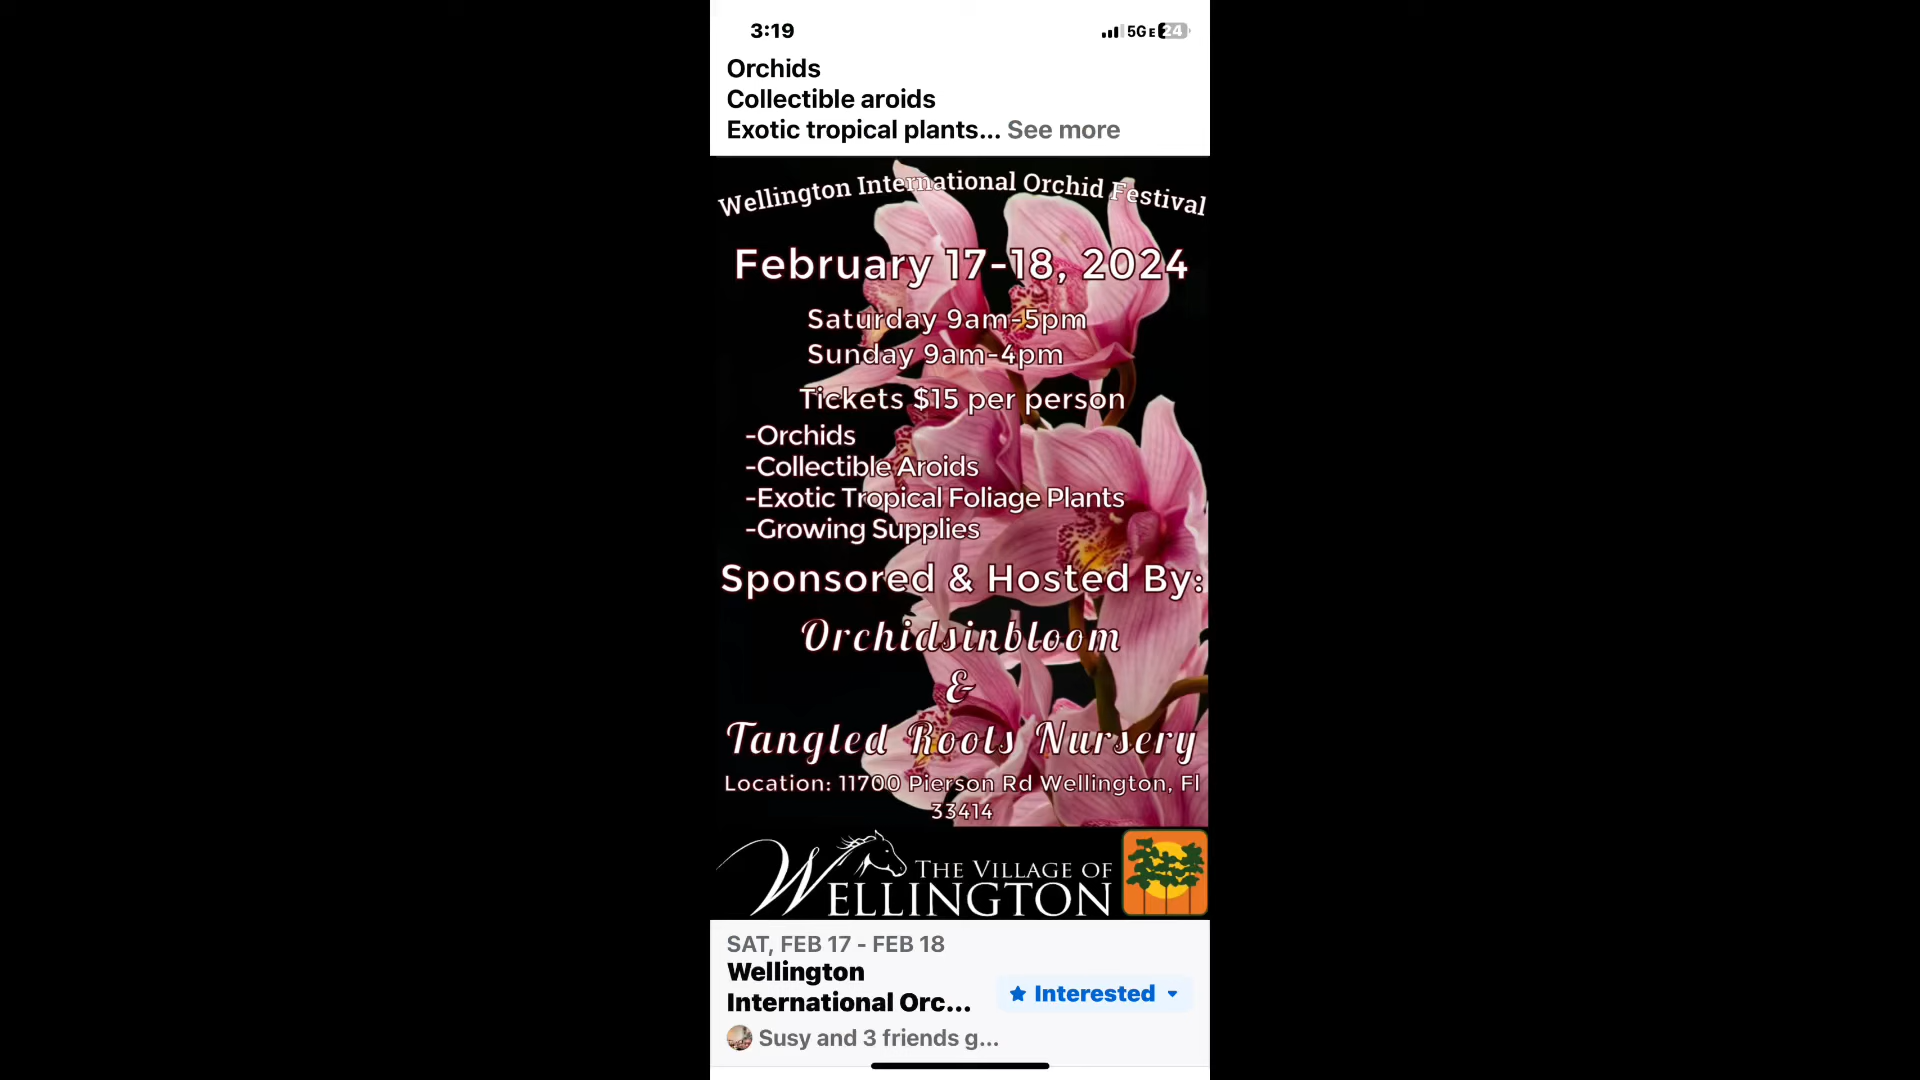 3:19
5GE 24
Orchids
Collectible aroids
Exotic tropical plants... See more
Wellington International Orchid Festival
February 17-18, 2024
Saturday 9am-5pm
Sunday 9am-4pm
Tickets $15 per person
-Orchids
-Collectible Aroids
-Exotic Tropical Foliage Plants
-Growing Supplies
Sponsored & Hosted By:
Orchidsinbloom
&
Tangled Roots Nursery
Location: 11700 Pierson Rd Wellington, Fl
33414
THE VILLAGE OF
WELLINGTON
SAT, FEB 17 - FEB 18
Wellington
International Orc...
Interested
Susy and 3 friends g...